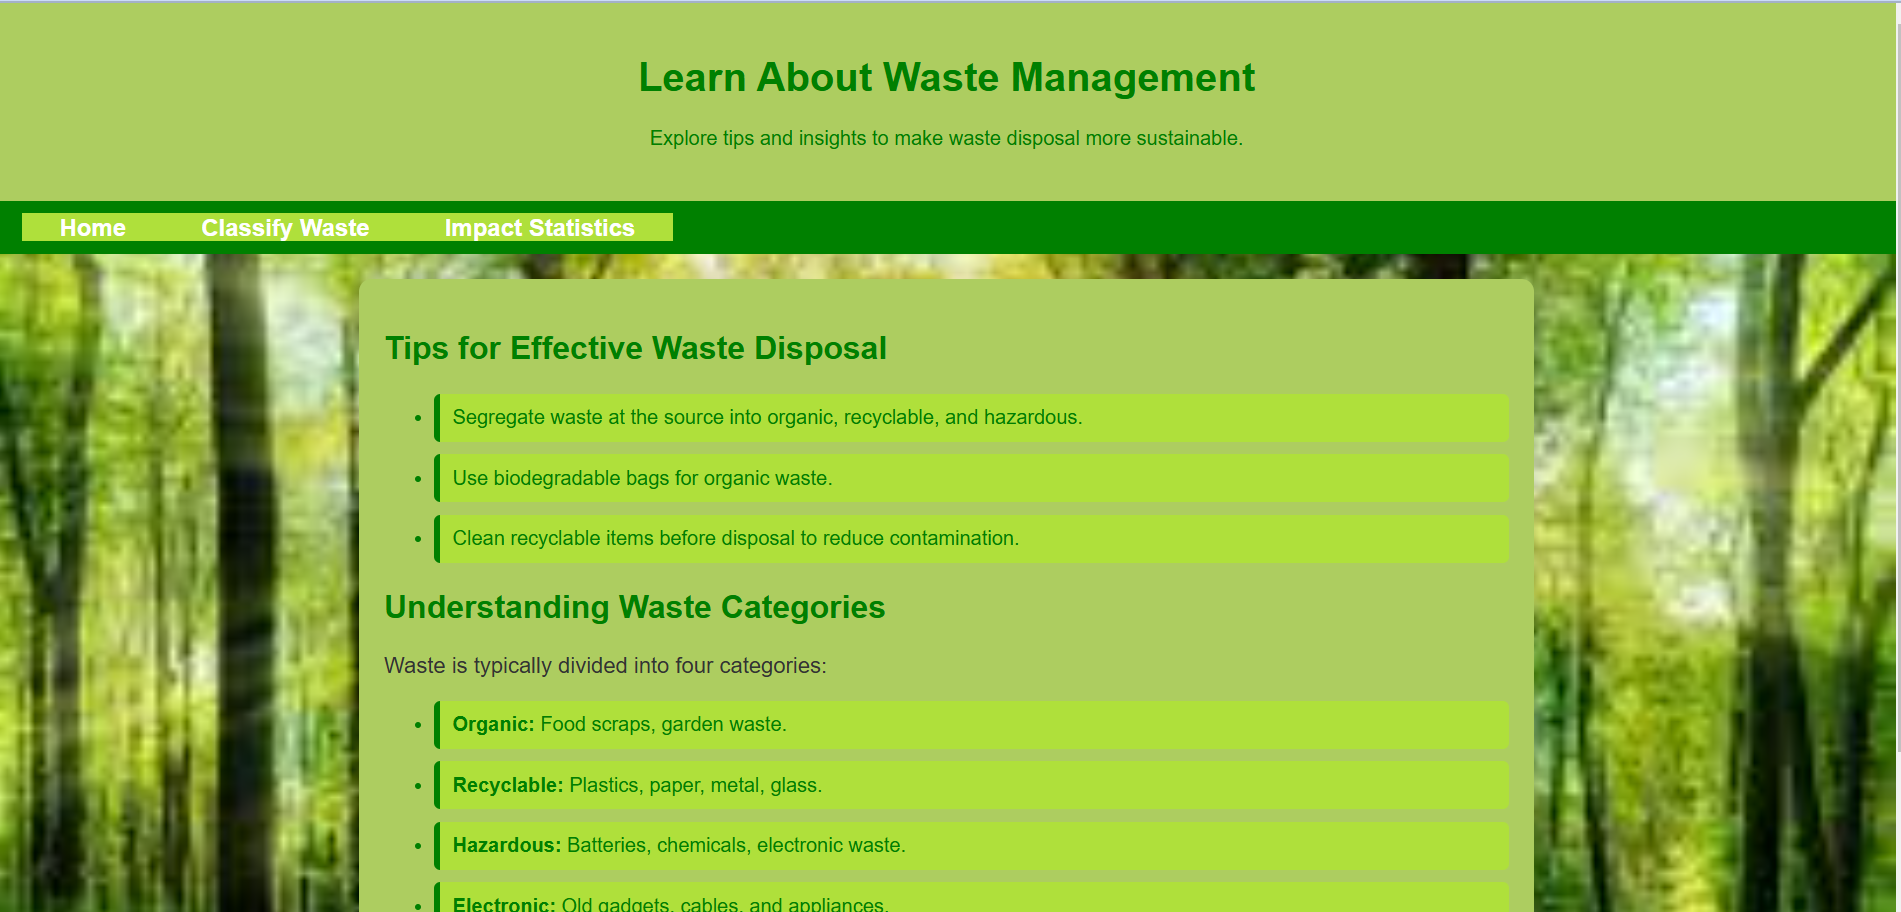 Learn About Waste Management
Explore tips and insights to make waste disposal more sustainable.
Home Classify Waste Impact Statistics
Tips for Effective Waste Disposal
• Segregate waste at the source into organic, recyclable, and hazardous.
• Use biodegradable bags for organic waste.
• Clean recyclable items before disposal to reduce contamination.
Understanding Waste Categories
Waste is typically divided into four categories:
• Organic: Food scraps, garden waste.
• Recyclable: Plastics, paper, metal, glass.
• Hazardous: Batteries, chemicals, electronic waste.
• Electronic: Old gadgets, cables, and appliances.